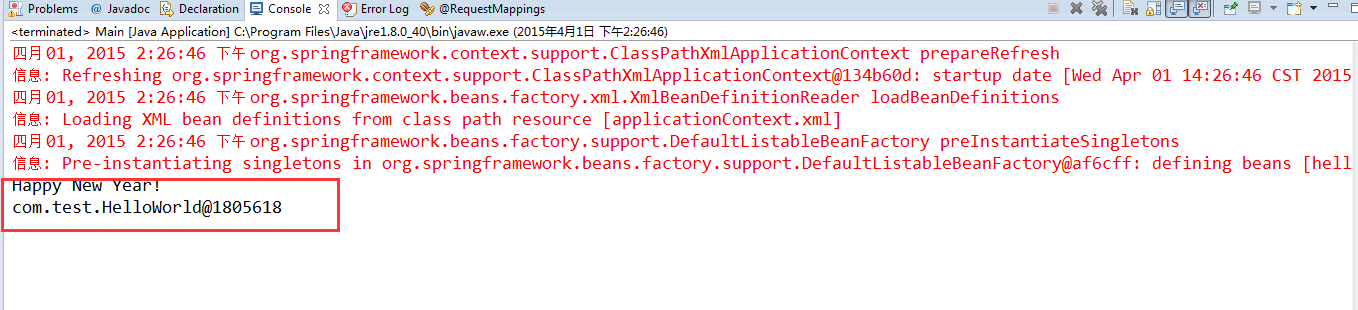 Problems @ Javadoc Declaration Console Error Log @RequestMappings
<terminated> Main [Java Application] C:\Program Files\Java\jre1.8.0_40\bin\javaw.exe (2015年4月1日 下午2:26:46)
四月 01, 2015 2:26:46 下午 org.springframework.context.support.ClassPathXmlApplicationContext prepareRefresh
信息: Refreshing org.springframework.context.support.ClassPathXmlApplicationContext@134b60d: startup date [Wed Apr 01 14:26:46 CST 2015
四月 01, 2015 2:26:46 下午 org.springframework.beans.factory.xml.XmlBeanDefinitionReader loadBeanDefinitions
信息: Loading XML bean definitions from class path resource [applicationContext.xml]
四月 01, 2015 2:26:46 下午 org.springframework.beans.factory.support.DefaultListableBeanFactory preInstantiateSingletons
信息: Pre-instantiating singletons in org.springframework.beans.factory.support.DefaultListableBeanFactory@af6cff: defining beans [hell
Happy New Year!
com.test.HelloWorld@1805618